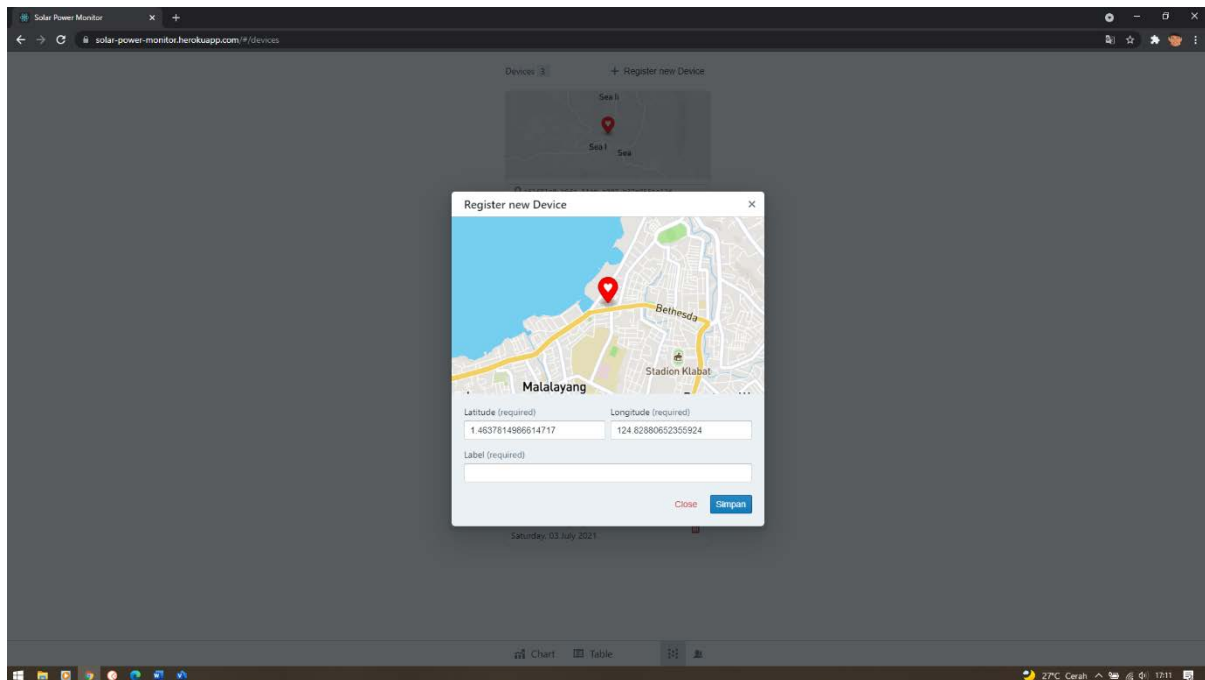 Solar Power Monitor
solar-power-monitor.herokuapp.com/#/devices
Devices 3 + Register new Device
Sea Ii
Sea I
Sea
Register new Device
Bethesda
Stadion Klabat
Malalayang
Latitude (required) Longitude (required)
1.4637814986614717 124.82880652355924
Label (required)
Close Simpan
Saturday, 03 July 2021
Chart Table
27°C Cerah 17:11